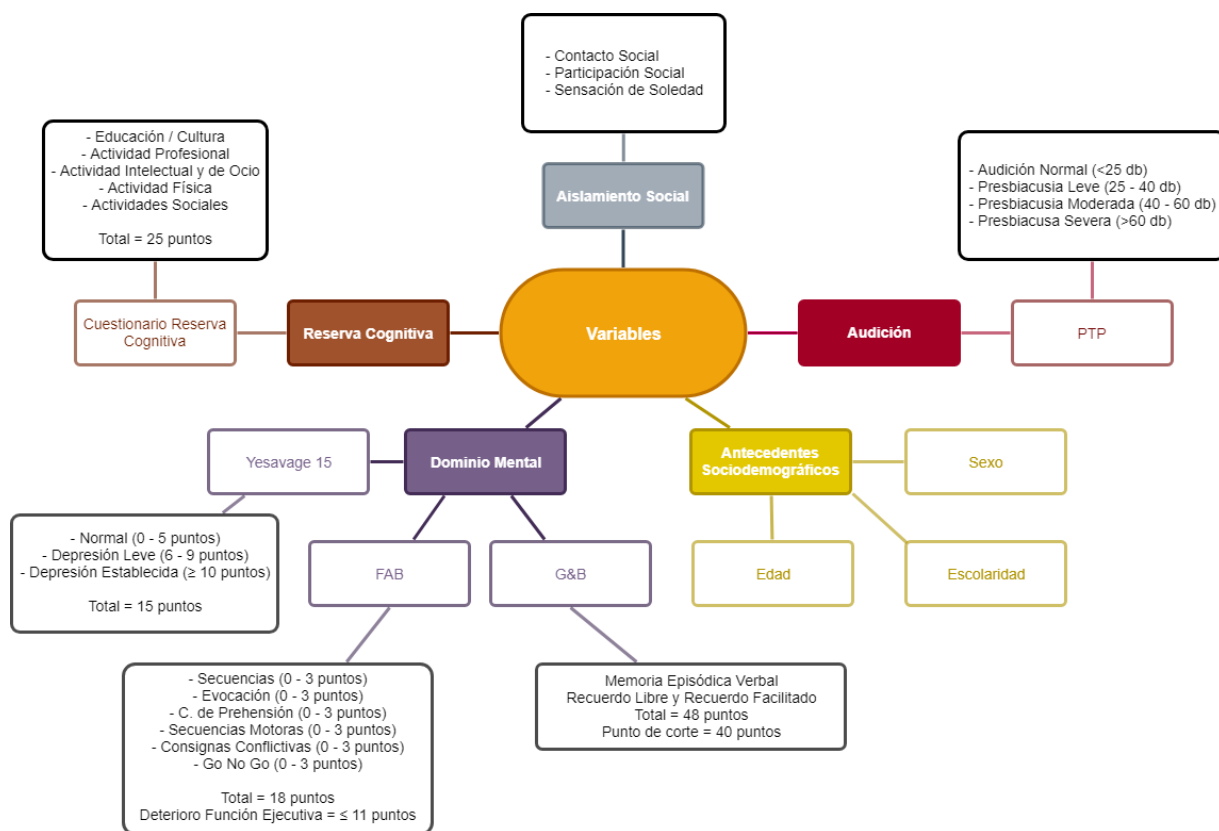 - Contacto Social
- Participación Social
- Sensación de Soledad
- Educación / Cultura
- Actividad Profesional
- Actividad Intelectual y de Ocio
- Actividad Física
- Actividades Sociales
Total = 25 puntos
Aislamiento Social
- Audición Normal (<25 db)
- Presbiacusia Leve (25 - 40 db)
- Presbiacusia Moderada (40 - 60 db)
- Presbiacusa Severa (>60 db)
Cuestionario Reserva
Cognitiva
Reserva Cognitiva
Variables
Audición
PTP
Yesavage 15
Dominio Mental
Antecedentes
Sociodemográficos
Sexo
- Normal (0 - 5 puntos)
- Depresión Leve (6 - 9 puntos)
- Depresión Establecida (≥ 10 puntos)
Total = 15 puntos
FAB
G&B
Edad
Escolaridad
- Secuencias (0 - 3 puntos)
- Evocación (0 - 3 puntos)
- C. de Prehensión (0 - 3 puntos)
- Secuencias Motoras (0 - 3 puntos)
- Consignas Conflictivas (0 - 3 puntos)
- Go No Go (0 - 3 puntos)
Total = 18 puntos
Deterioro Función Ejecutiva = ≤ 11 puntos
Memoria Episódica Verbal
Recuerdo Libre y Recuerdo Facilitado
Total = 48 puntos
Punto de corte = 40 puntos